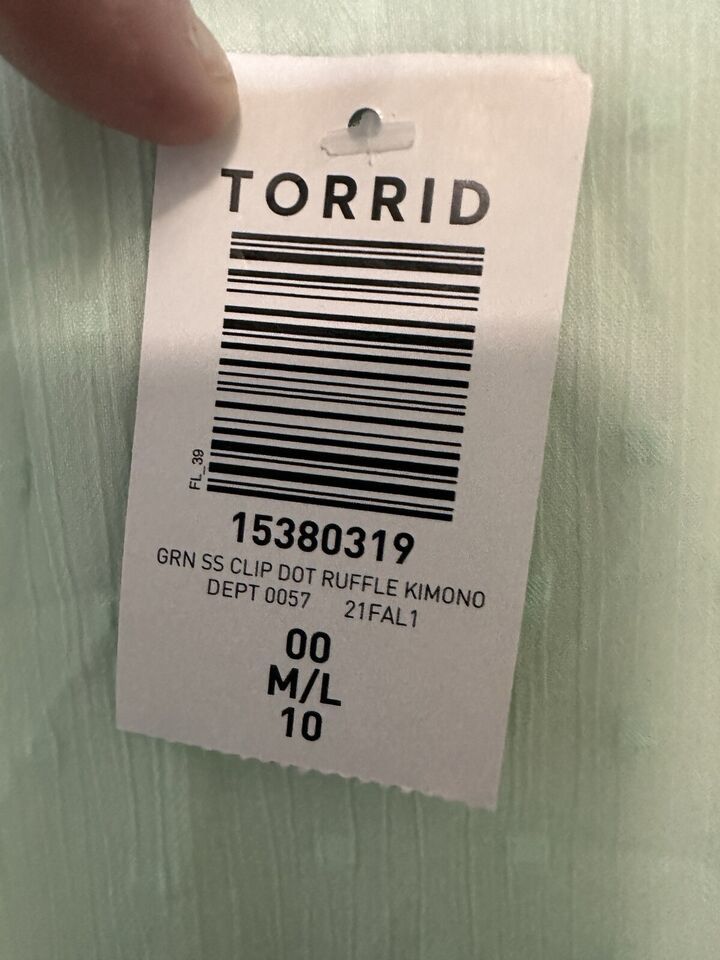 TORRID
FL_39
15380319
GRN SS CLIP DOT RUFFLE KIMONO
DEPT 0057 21FAL1
00
M/L
10